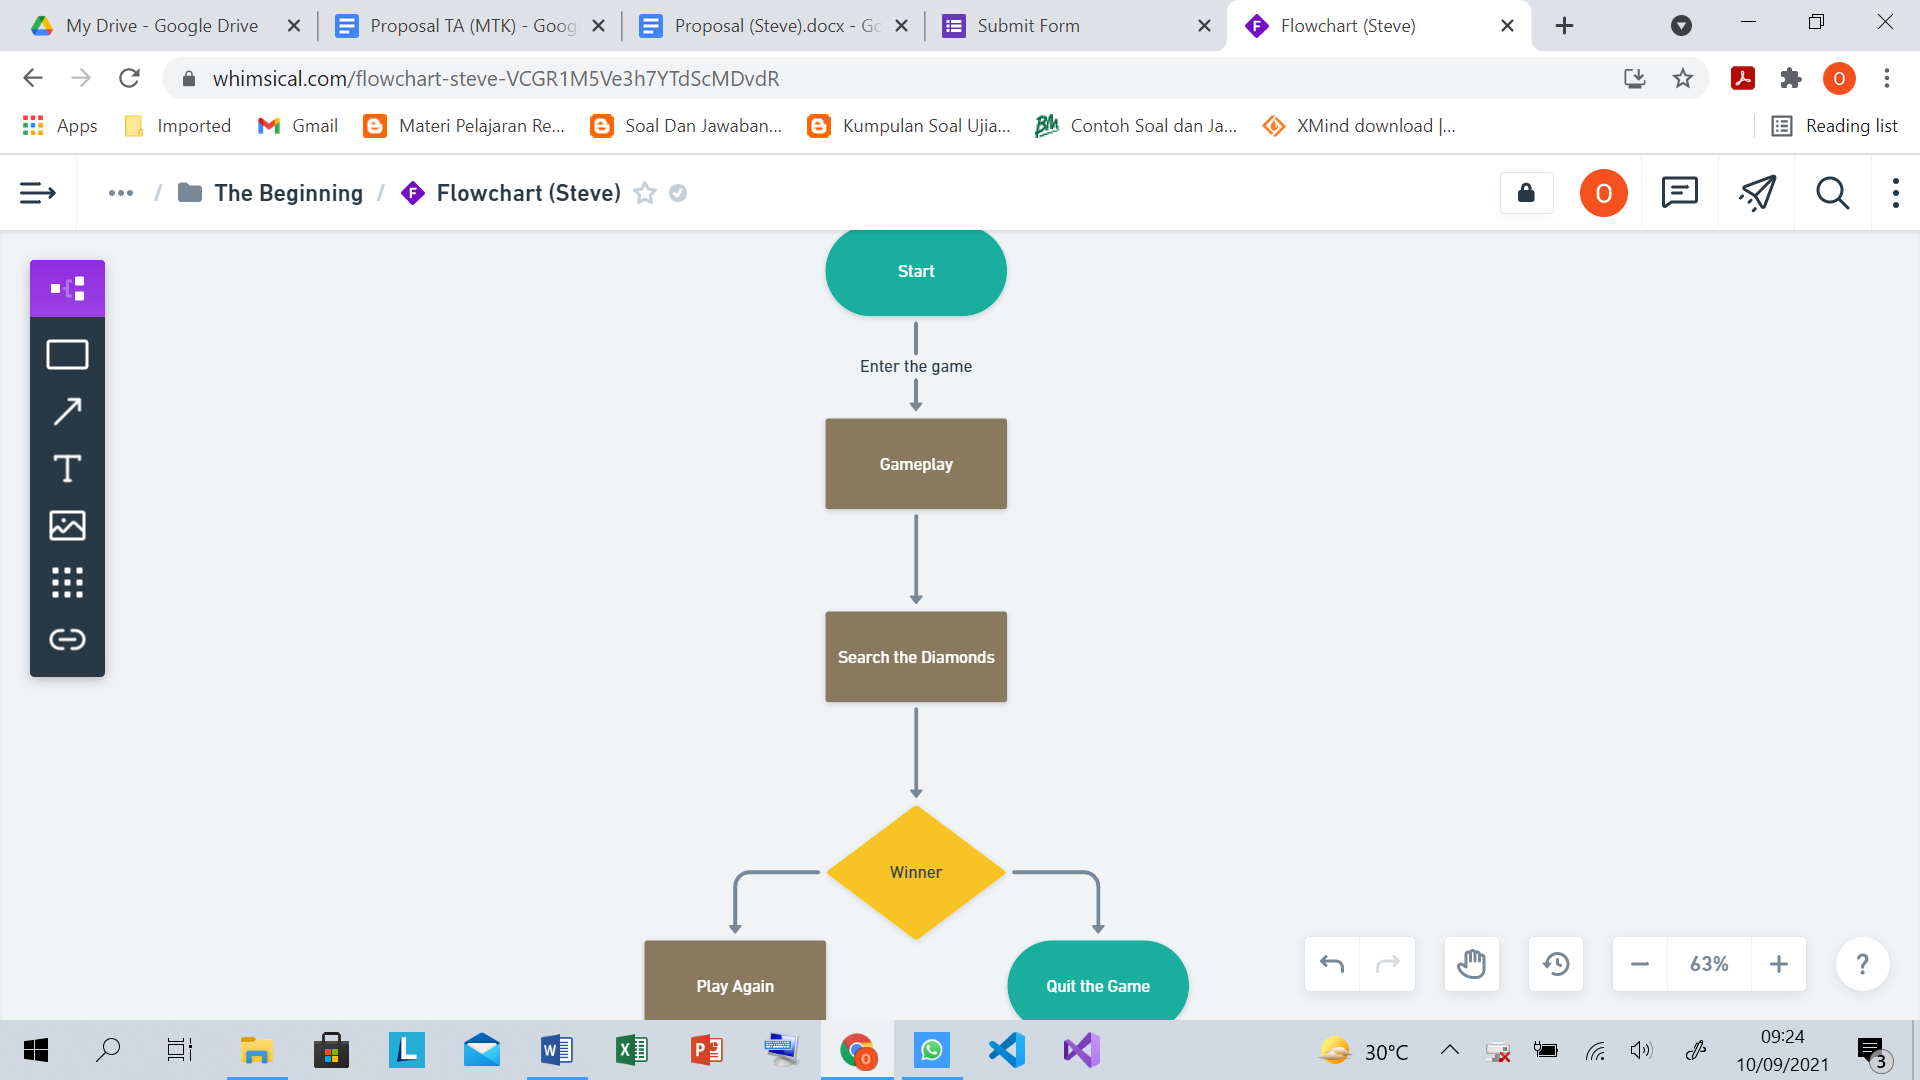 My Drive - Google Drive
Proposal TA (MTK) - Goog
Proposal (Steve).docx - Go
Submit Form
Flowchart (Steve)
whimsical.com/flowchart-steve-VCGR1M5Ve3h7YTdScMDvdR
O
Apps
Imported
Gmail
Materi Pelajaran Re...
Soal Dan Jawaban...
Kumpulan Soal Ujia...
BM
Contoh Soal dan Ja...
XMind download |...
Reading list
... / The Beginning / Flowchart (Steve)
O
Start
Enter the game
Gameplay
Search the Diamonds
Winner
Play Again
Quit the Game
63%
?
30°C
09:24
10/09/2021
3